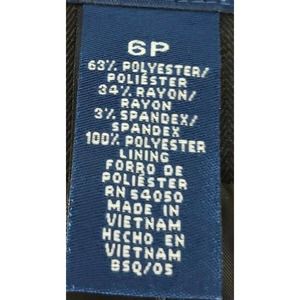 6P
63% POLYESTER/
POLIÉSTER
34% RAYON/
RAYON
3% SPANDEX/
SPANDEX
100% POLYESTER
LINING
FORRO DE
POLIÉSTER
RN 54050
MADE IN
VIETNAM
HECHO EN
VIETNAM
BSQ/05